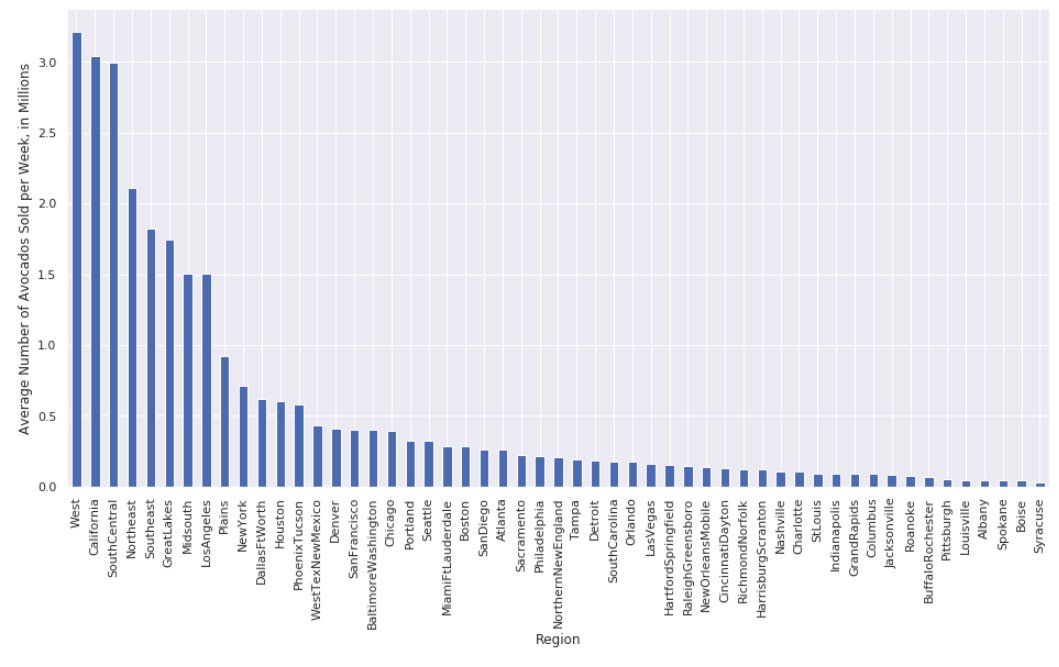 Average Number of Avocados Sold per Week, in Millions
3.0
2.5
2.0
1.5
1.0
0.5
0.0
West
California
SouthCentral
Northeast
Southeast
GreatLakes
Midsouth
LosAngeles
Plains
NewYork
DallasFtWorth
Houston
PhoenixTucson
WestTexNewMexico
Denver
SanFrancisco
BaltimoreWashington
Chicago
Portland
Seattle
MiamiFtLauderdale
Boston
SanDiego
Atlanta
Sacramento
Philadelphia
NorthernNewEngland
Tampa
Detroit
SouthCarolina
Orlando
LasVegas
HartfordSpringfield
RaleighGreensboro
NewOrleansMobile
CincinnatiDayton
RichmondNorfolk
HarrisburgScranton
Nashville
Charlotte
StLouis
Indianapolis
GrandRapids
Columbus
Jacksonville
Roanoke
BuffaloRochester
Pittsburgh
Louisville
Albany
Spokane
Boise
Syracuse
Region